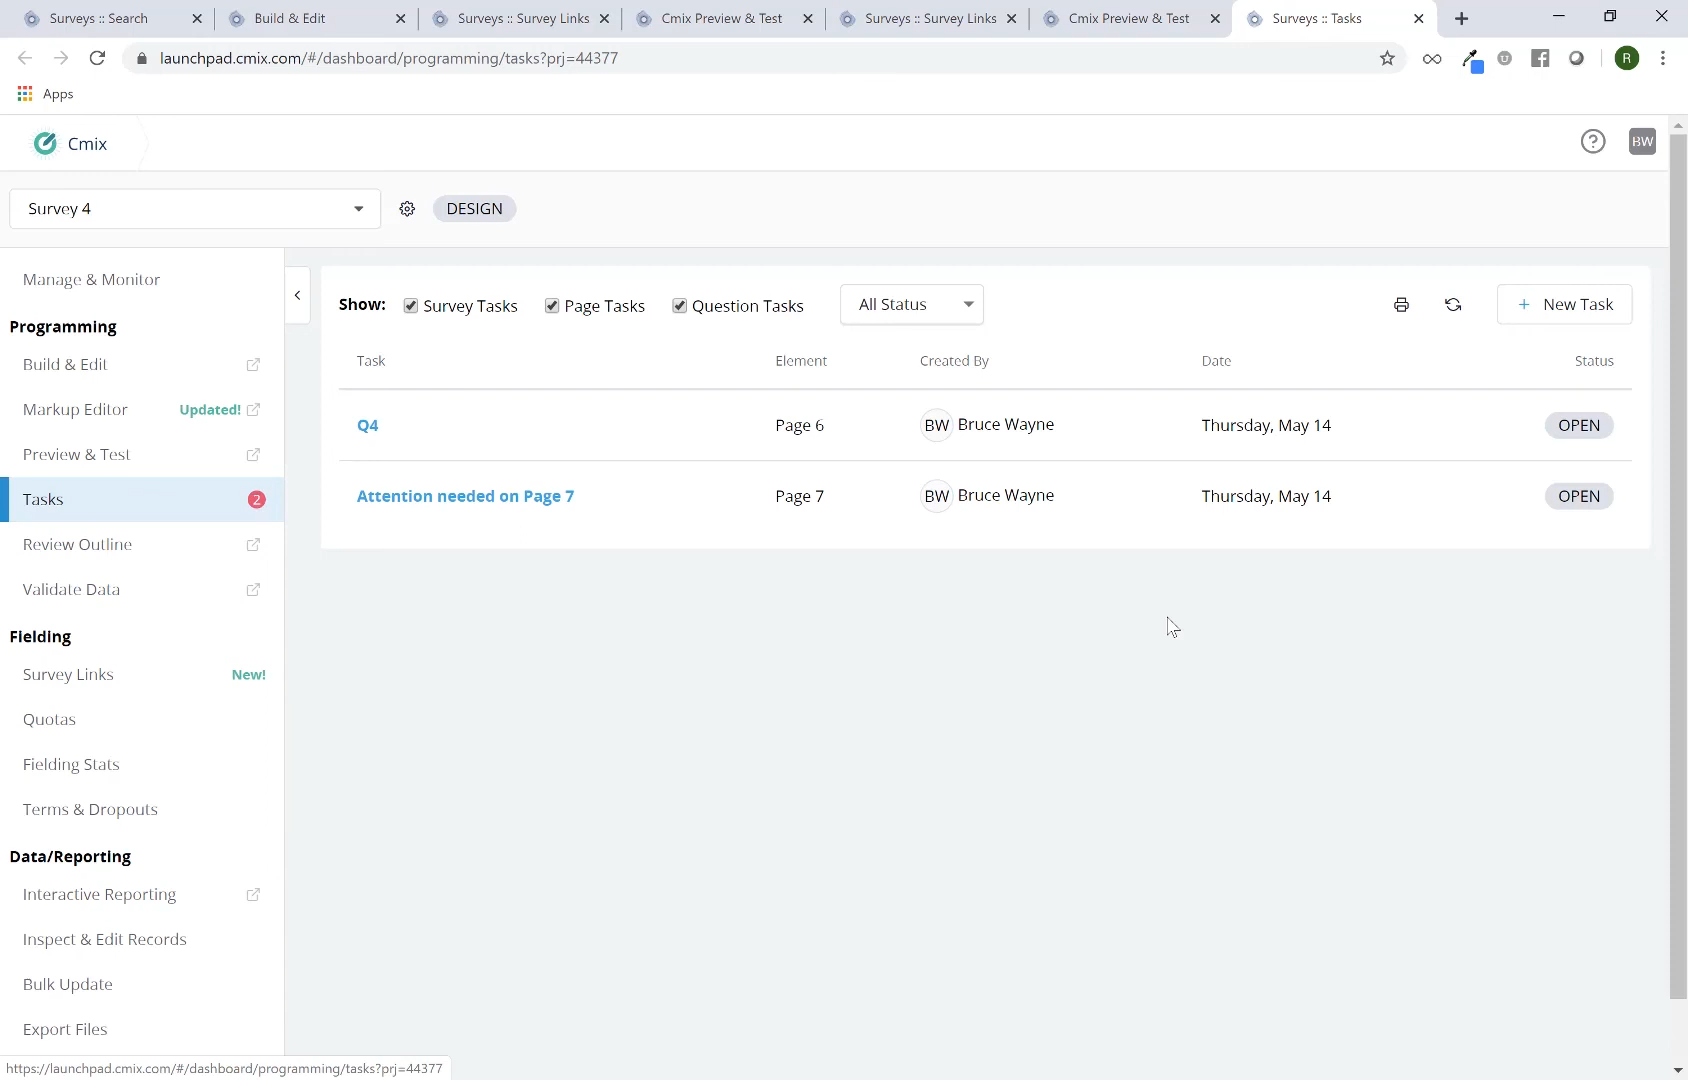 Surveys :: Search
Build & Edit
Surveys :: Survey Links
Cmix Preview & Test
Surveys :: Survey Links
Cmix Preview & Test
Surveys :: Tasks
launchpad.cmix.com/#/dashboard/programming/tasks?prj=44377
R
Apps
Cmix
BW
Survey 4
DESIGN
Manage & Monitor
Programming
Build & Edit
Markup Editor Updated!
Preview & Test
Tasks 2
Review Outline
Validate Data
Fielding
Survey Links New!
Quotas
Fielding Stats
Terms & Dropouts
Data/Reporting
Interactive Reporting
Inspect & Edit Records
Bulk Update
Export Files
Show: Survey Tasks Page Tasks Question Tasks All Status + New Task
Task Element Created By Date Status
Q4 Page 6 BW Bruce Wayne Thursday, May 14 OPEN
Attention needed on Page 7 Page 7 BW Bruce Wayne Thursday, May 14 OPEN
https://launchpad.cmix.com/#/dashboard/programming/tasks?prj=44377